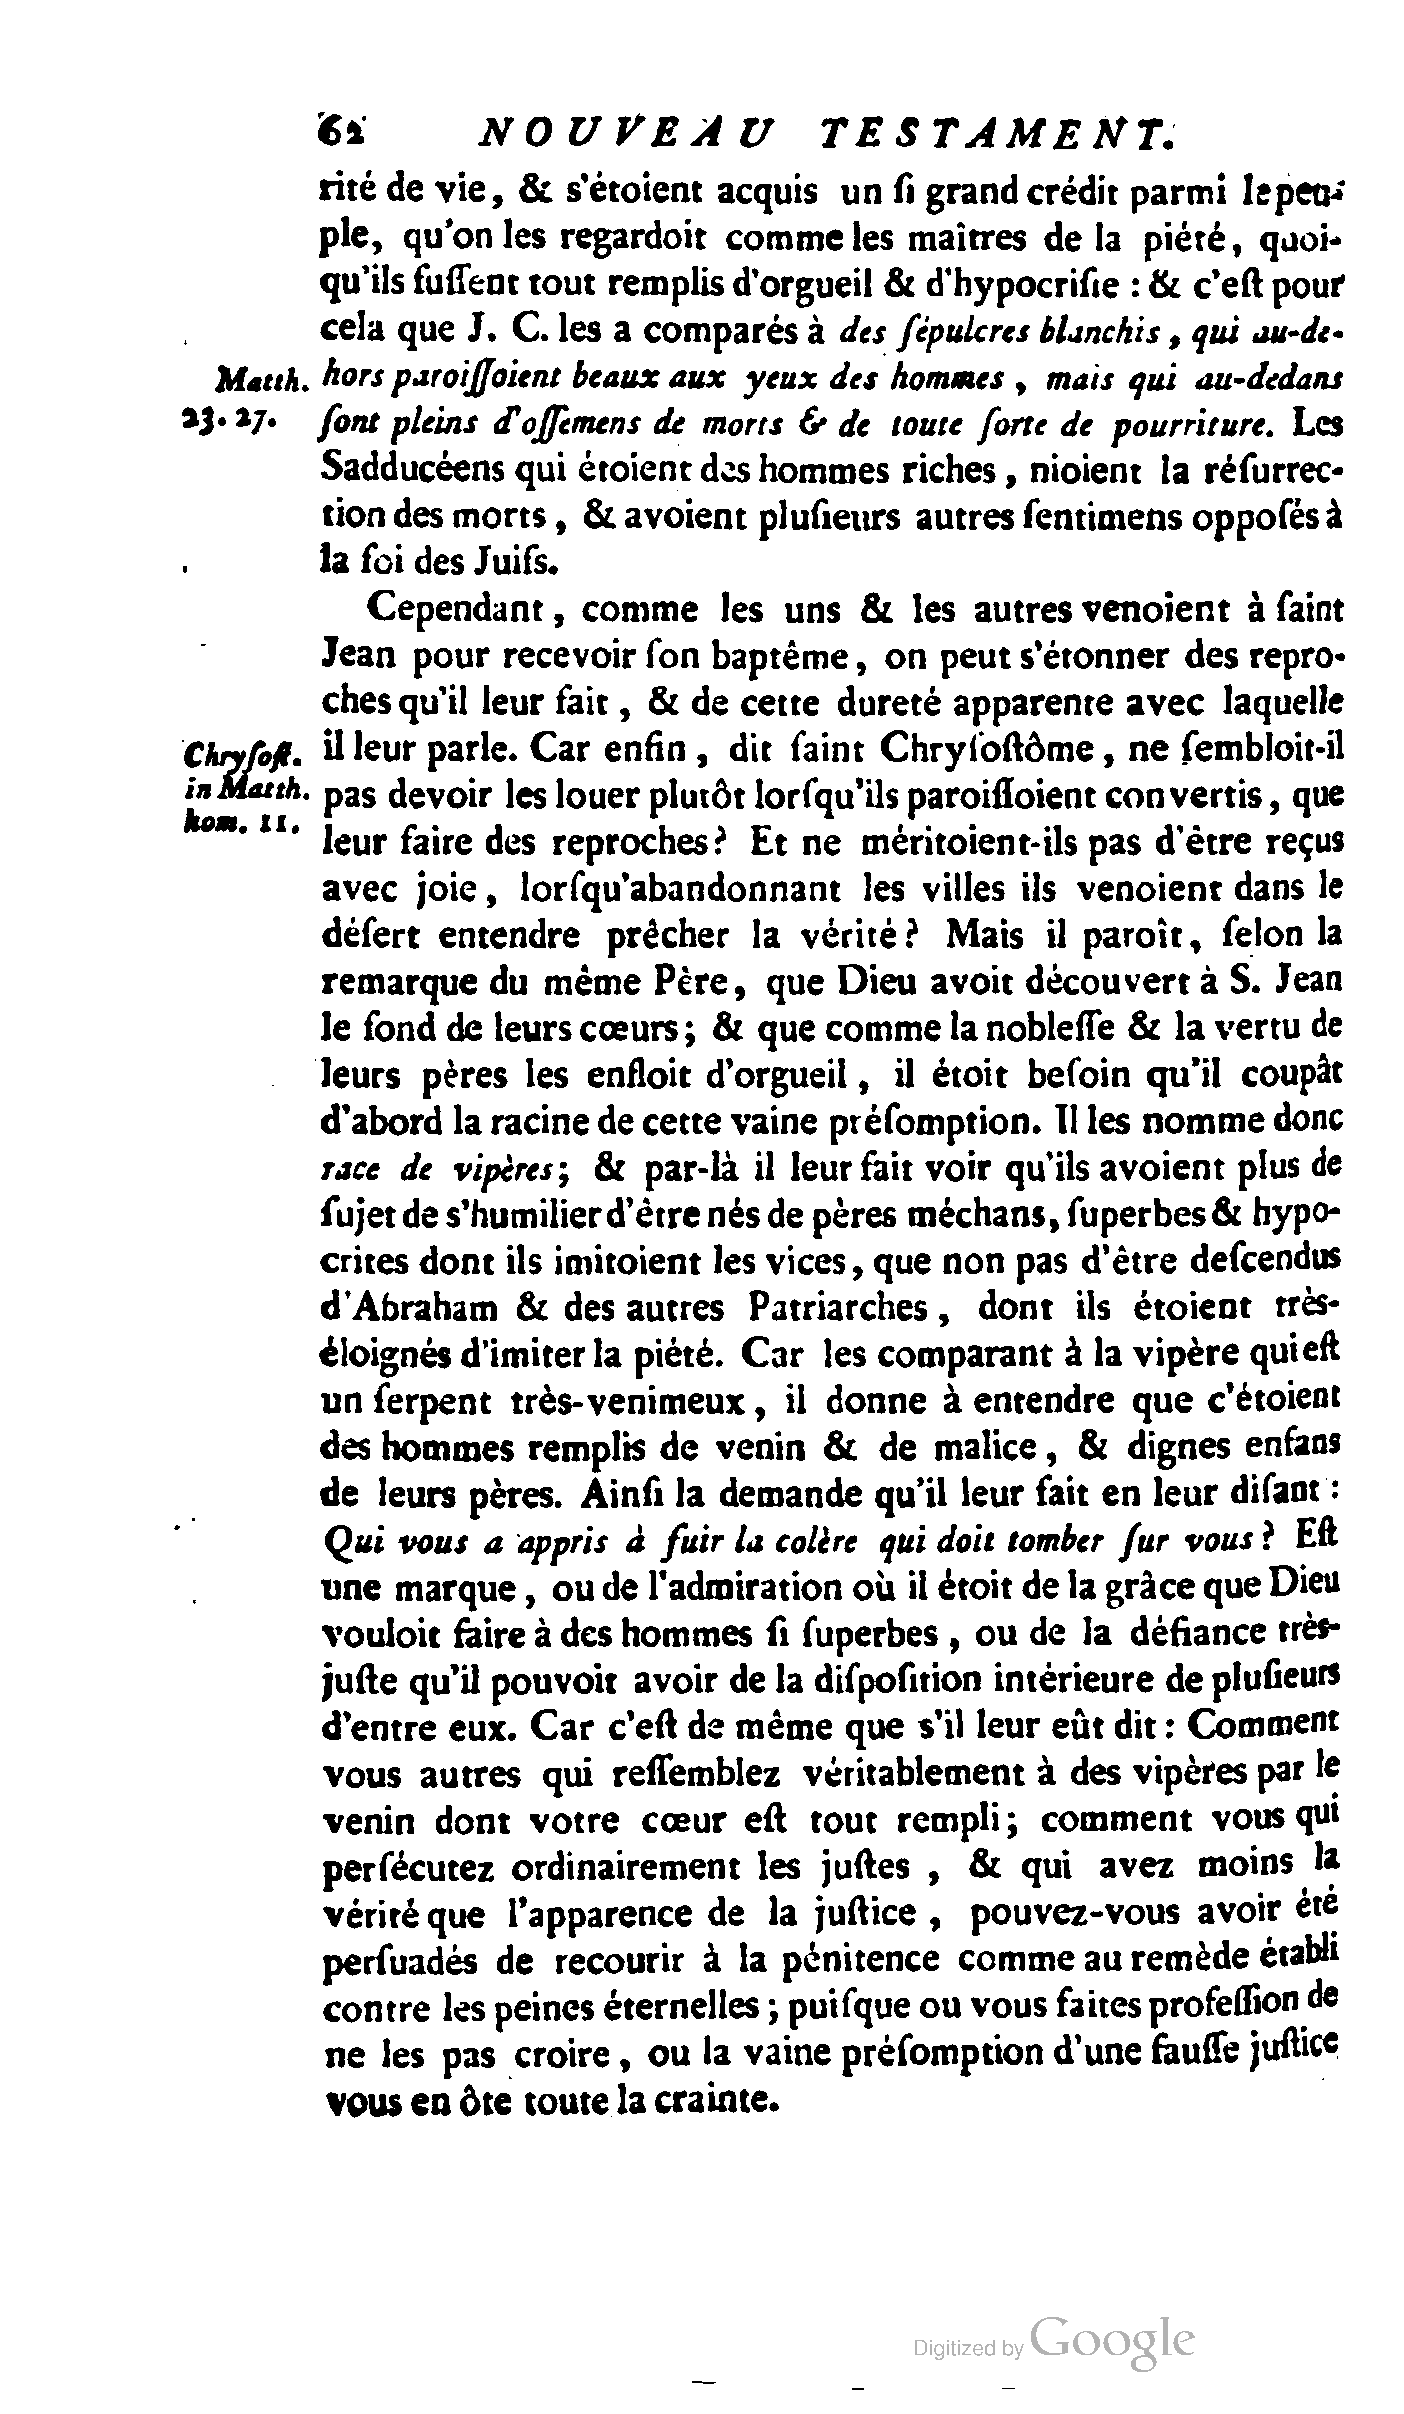 62 NOUVEAU TESTAMENT.
rité de vie, & s'étoient acquis un ſi grand crédit parmi le peu-
ple, qu'on les regardoit comme les maîtres de la piété, quoi-
qu'ils fuſſent tout remplis d'orgueil & d'hypocriſie : & c'eſt pour
cela que J. C. les a comparés à des ſépulcres blanchis, qui au-de-
Matth. hors paroiſſoient beaux aux yeux des hommes, mais qui au-dedans
23. 27. ſont pleins d'oſſemens de morts & de toute ſorte de pourriture. Les
Sadducéens qui étoient des hommes riches, nioient la réſurrec-
tion des morts, & avoient pluſieurs autres ſentimens oppoſés à
la foi des Juifs.
Cependant, comme les uns & les autres venoient à ſaint
Jean pour recevoir ſon baptême, on peut s'étonner des repro-
ches qu'il leur fait, & de cette dureté apparente avec laquelle
Chryſoſt. il leur parle. Car enfin, dit ſaint Chryſoſtôme, ne ſembloit-il
in Matth. pas devoir les louer plutôt lorſqu'ils paroiſſoient convertis, que
hom. 11. leur faire des reproches? Et ne méritoient-ils pas d'être reçus
avec joie, lorſqu'abandonnant les villes ils venoient dans le
déſert entendre prêcher la vérité? Mais il paroît, ſelon la
remarque du même Père, que Dieu avoit découvert à S. Jean
le fond de leurs cœurs; & que comme la nobleſſe & la vertu de
leurs pères les enfloit d'orgueil, il étoit beſoin qu'il coupât
d'abord la racine de cette vaine préſomption. Il les nomme donc
race de vipères; & par-là il leur fait voir qu'ils avoient plus de
ſujet de s'humilier d'être nés de pères méchans, ſuperbes & hypo-
crites dont ils imitoient les vices, que non pas d'être deſcendus
d'Abraham & des autres Patriarches, dont ils étoient très-
éloignés d'imiter la piété. Car les comparant à la vipère qui eſt
un ſerpent très-venimeux, il donne à entendre que c'étoient
des hommes remplis de venin & de malice, & dignes enfans
de leurs pères. Ainſi la demande qu'il leur fait en leur diſant :
Qui vous a appris à fuir la colère qui doit tomber ſur vous? Eſt
une marque, ou de l'admiration où il étoit de la grâce que Dieu
vouloit faire à des hommes ſi ſuperbes, ou de la défiance très-
juſte qu'il pouvoit avoir de la diſpoſition intérieure de pluſieurs
d'entre eux. Car c'eſt de même que s'il leur eût dit : Comment
vous autres qui reſſemblez véritablement à des vipères par le
venin dont votre cœur eſt tout rempli; comment vous qui
perſécutez ordinairement les juſtes, & qui avez moins la
vérité que l'apparence de la juſtice, pouvez-vous avoir été
perſuadés de recourir à la pénitence comme au remède établi
contre les peines éternelles; puiſque ou vous faites profeſſion de
ne les pas croire, ou la vaine préſomption d'une fauſſe juſtice
vous en ôte toute la crainte.
Digitized by Google